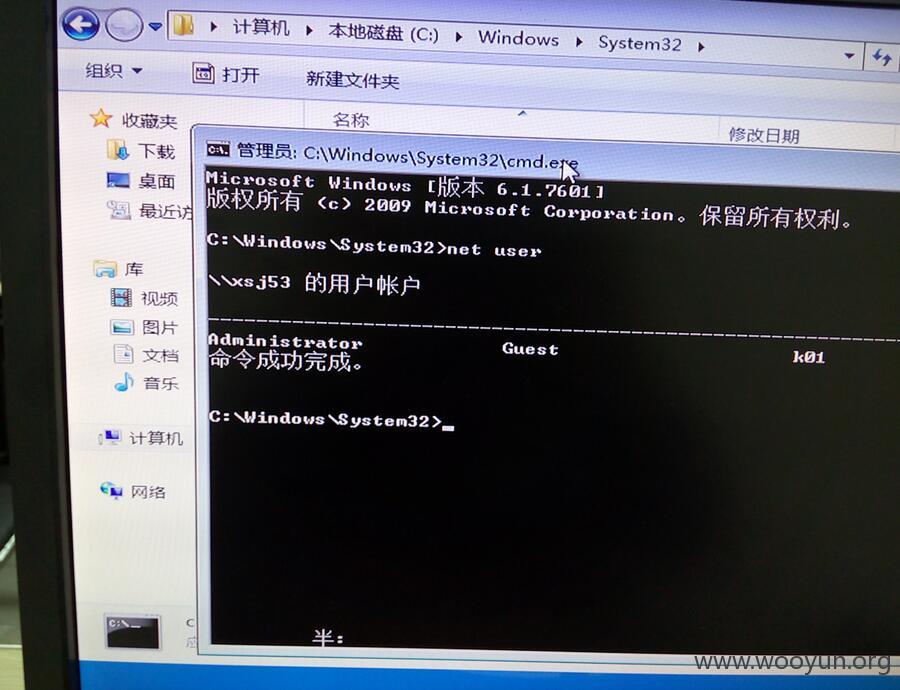 计算机 ▸ 本地磁盘 (C:) ▸ Windows ▸ System32 ▸
组织 打开 新建文件夹
名称 修改日期
收藏夹
下载
桌面
最近访
库
视频
图片
文档
音乐
计算机
网络
管理员: C:\Windows\System32\cmd.exe
Microsoft Windows [版本 6.1.7601]
版权所有 (c) 2009 Microsoft Corporation。保留所有权利。
C:\Windows\System32>net user
\\xsj53 的用户帐户
-------------------------------------------------------------------------------
Administrator Guest k01
命令成功完成。
C:\Windows\System32>
半:
C:\
www.wooyun.org